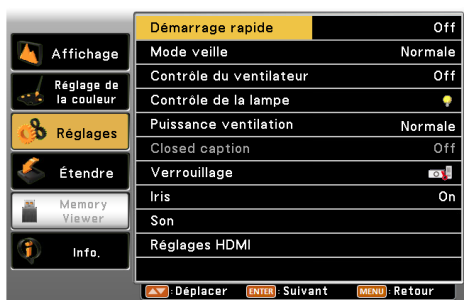 Affichage
Réglage de
la couleur
Réglages
Étendre
Memory
Viewer
Info.
Démarrage rapide Off
Mode veille Normale
Contrôle du ventilateur Off
Contrôle de la lampe
Puissance ventilation Normale
Closed caption Off
Verrouillage
Iris On
Son
Réglages HDMI
:Déplacer ENTER:Suivant MENU:Retour